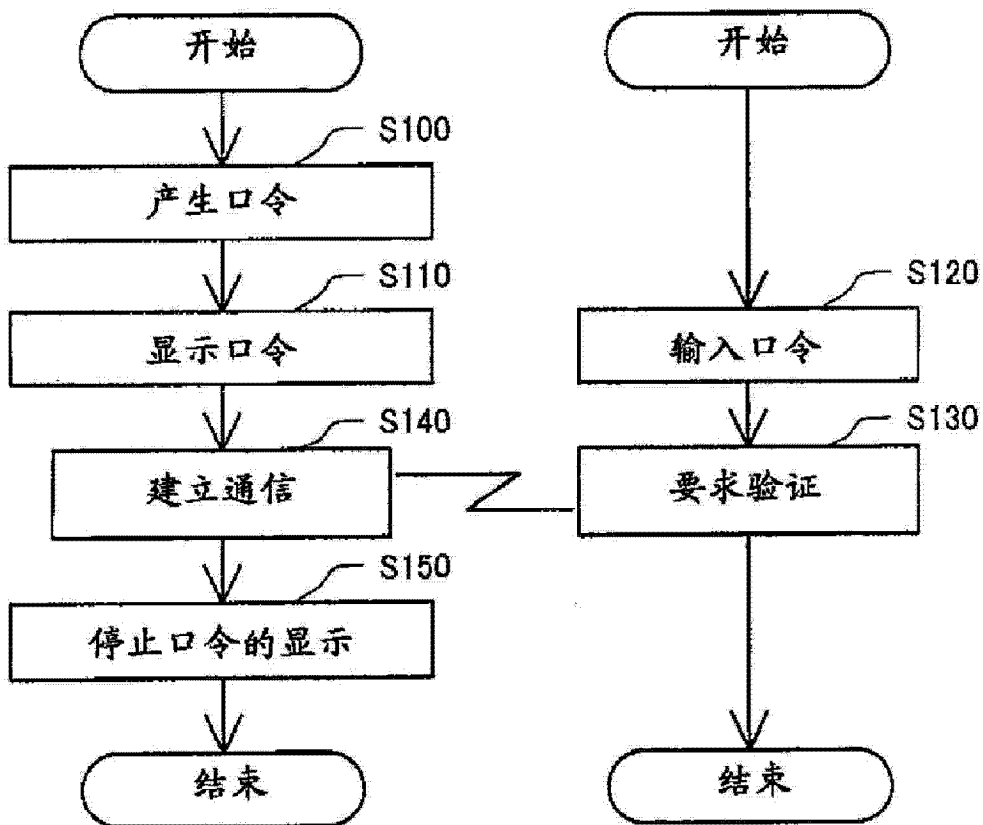 开始
S100
产生口令
S110
显示口令
S140
建立通信
S150
停止口令的显示
结束
开始
S120
输入口令
S130
要求验证
结束